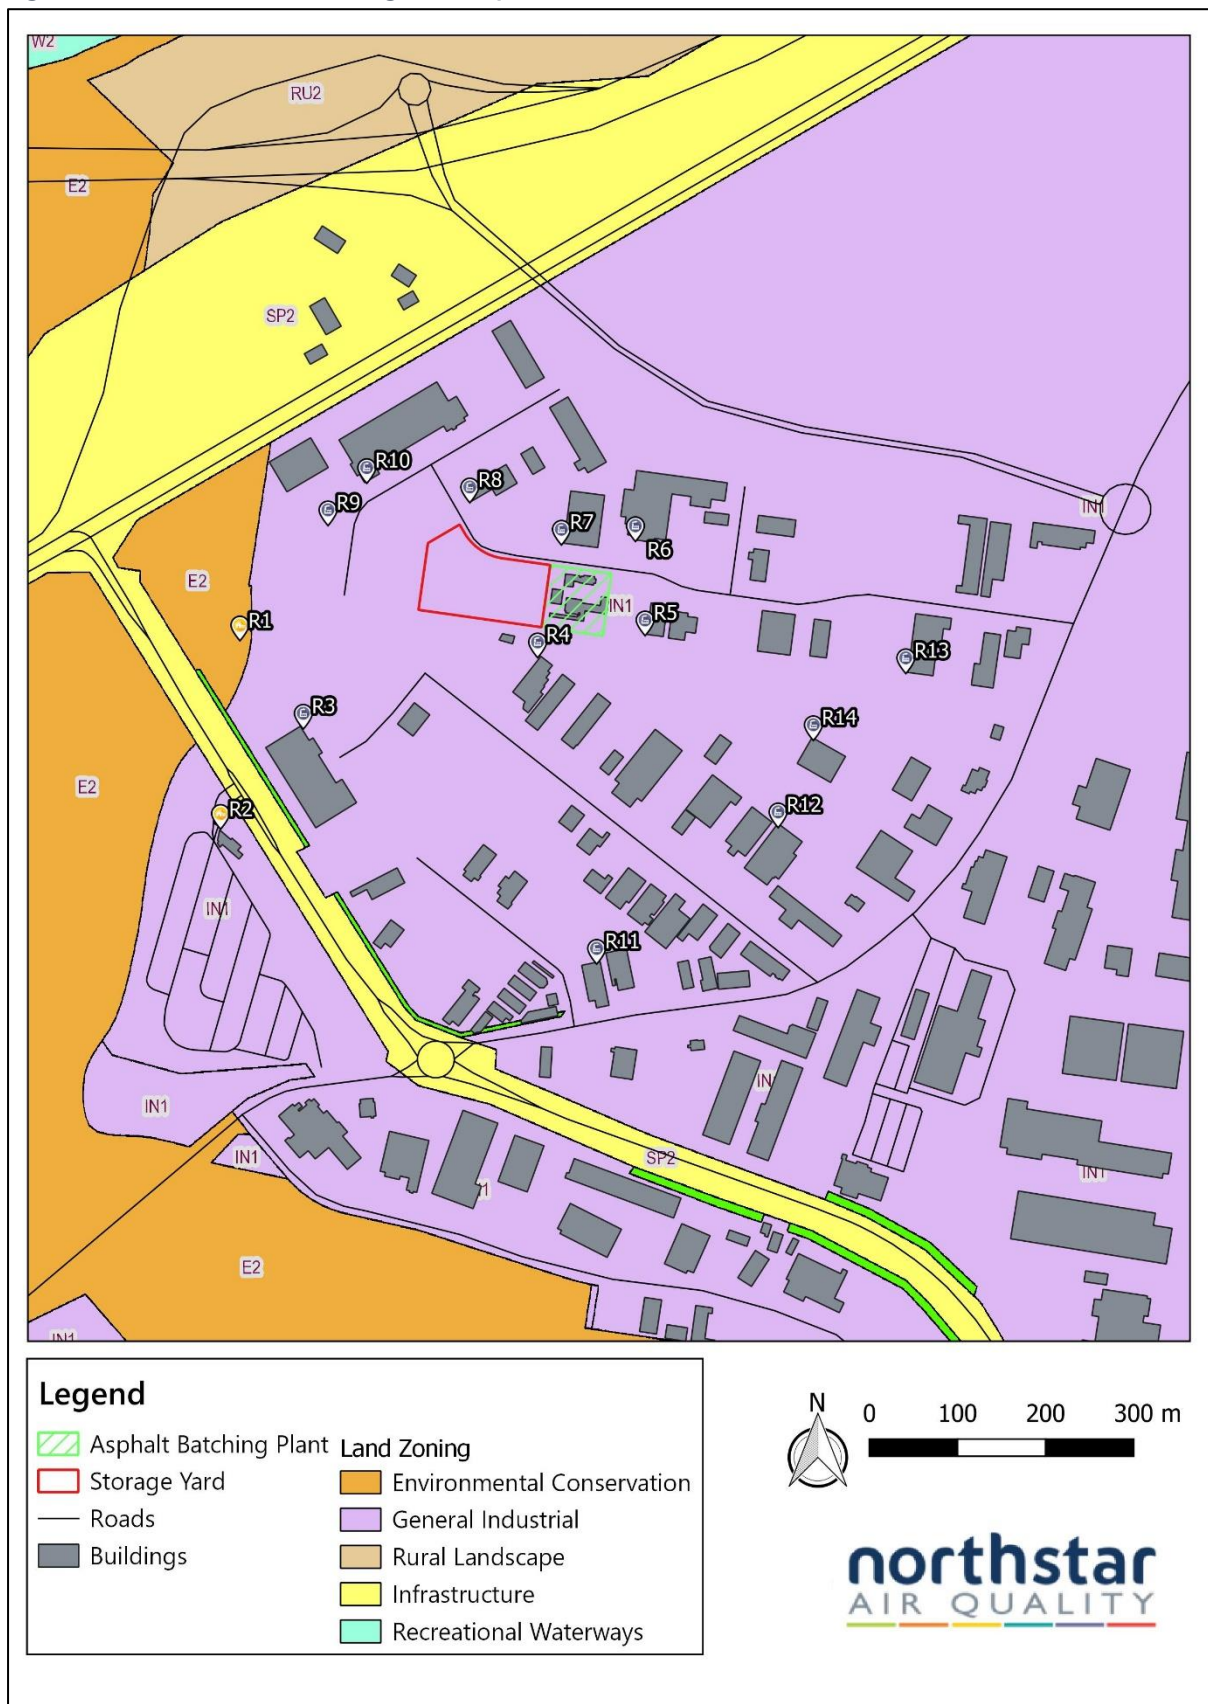 W2
RU2
E2
SP2
R10
R8
R9
R7
R6
IN1
IN1
E2
R1
R5
R4
R13
R3
R14
E2
R2
R12
IN1
R11
IN
IN1
SP2
IN1
IN1
E2
IN1
Legend
Asphalt Batching Plant
Storage Yard
Roads
Buildings
Land Zoning
Environmental Conservation
General Industrial
Rural Landscape
Infrastructure
Recreational Waterways
N
0 100 200 300 m
northstar
AIR QUALITY